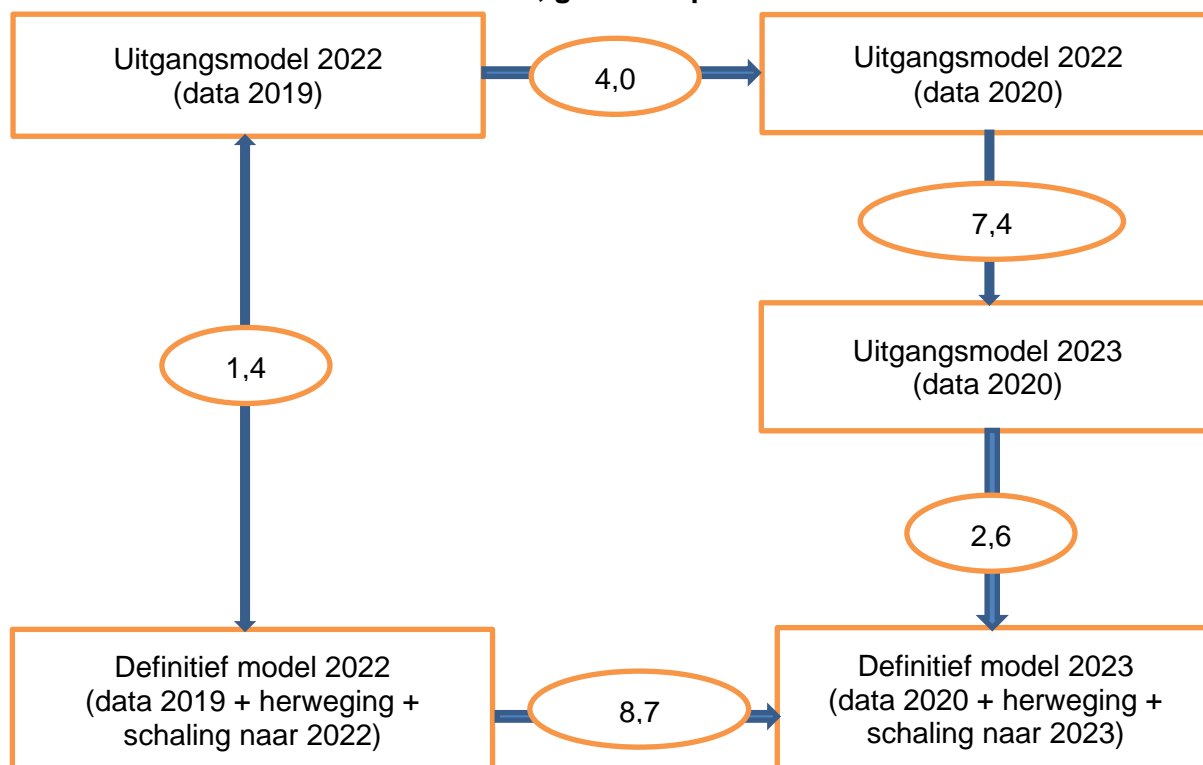 Uitgangsmodel 2022
(data 2019)
4,0
Uitgangsmodel 2022
(data 2020)
7,4
Uitgangsmodel 2023
(data 2020)
1,4
2,6
Definitief model 2022
(data 2019 + herweging +
schaling naar 2022)
8,7
Definitief model 2023
(data 2020 + herweging +
schaling naar 2023)